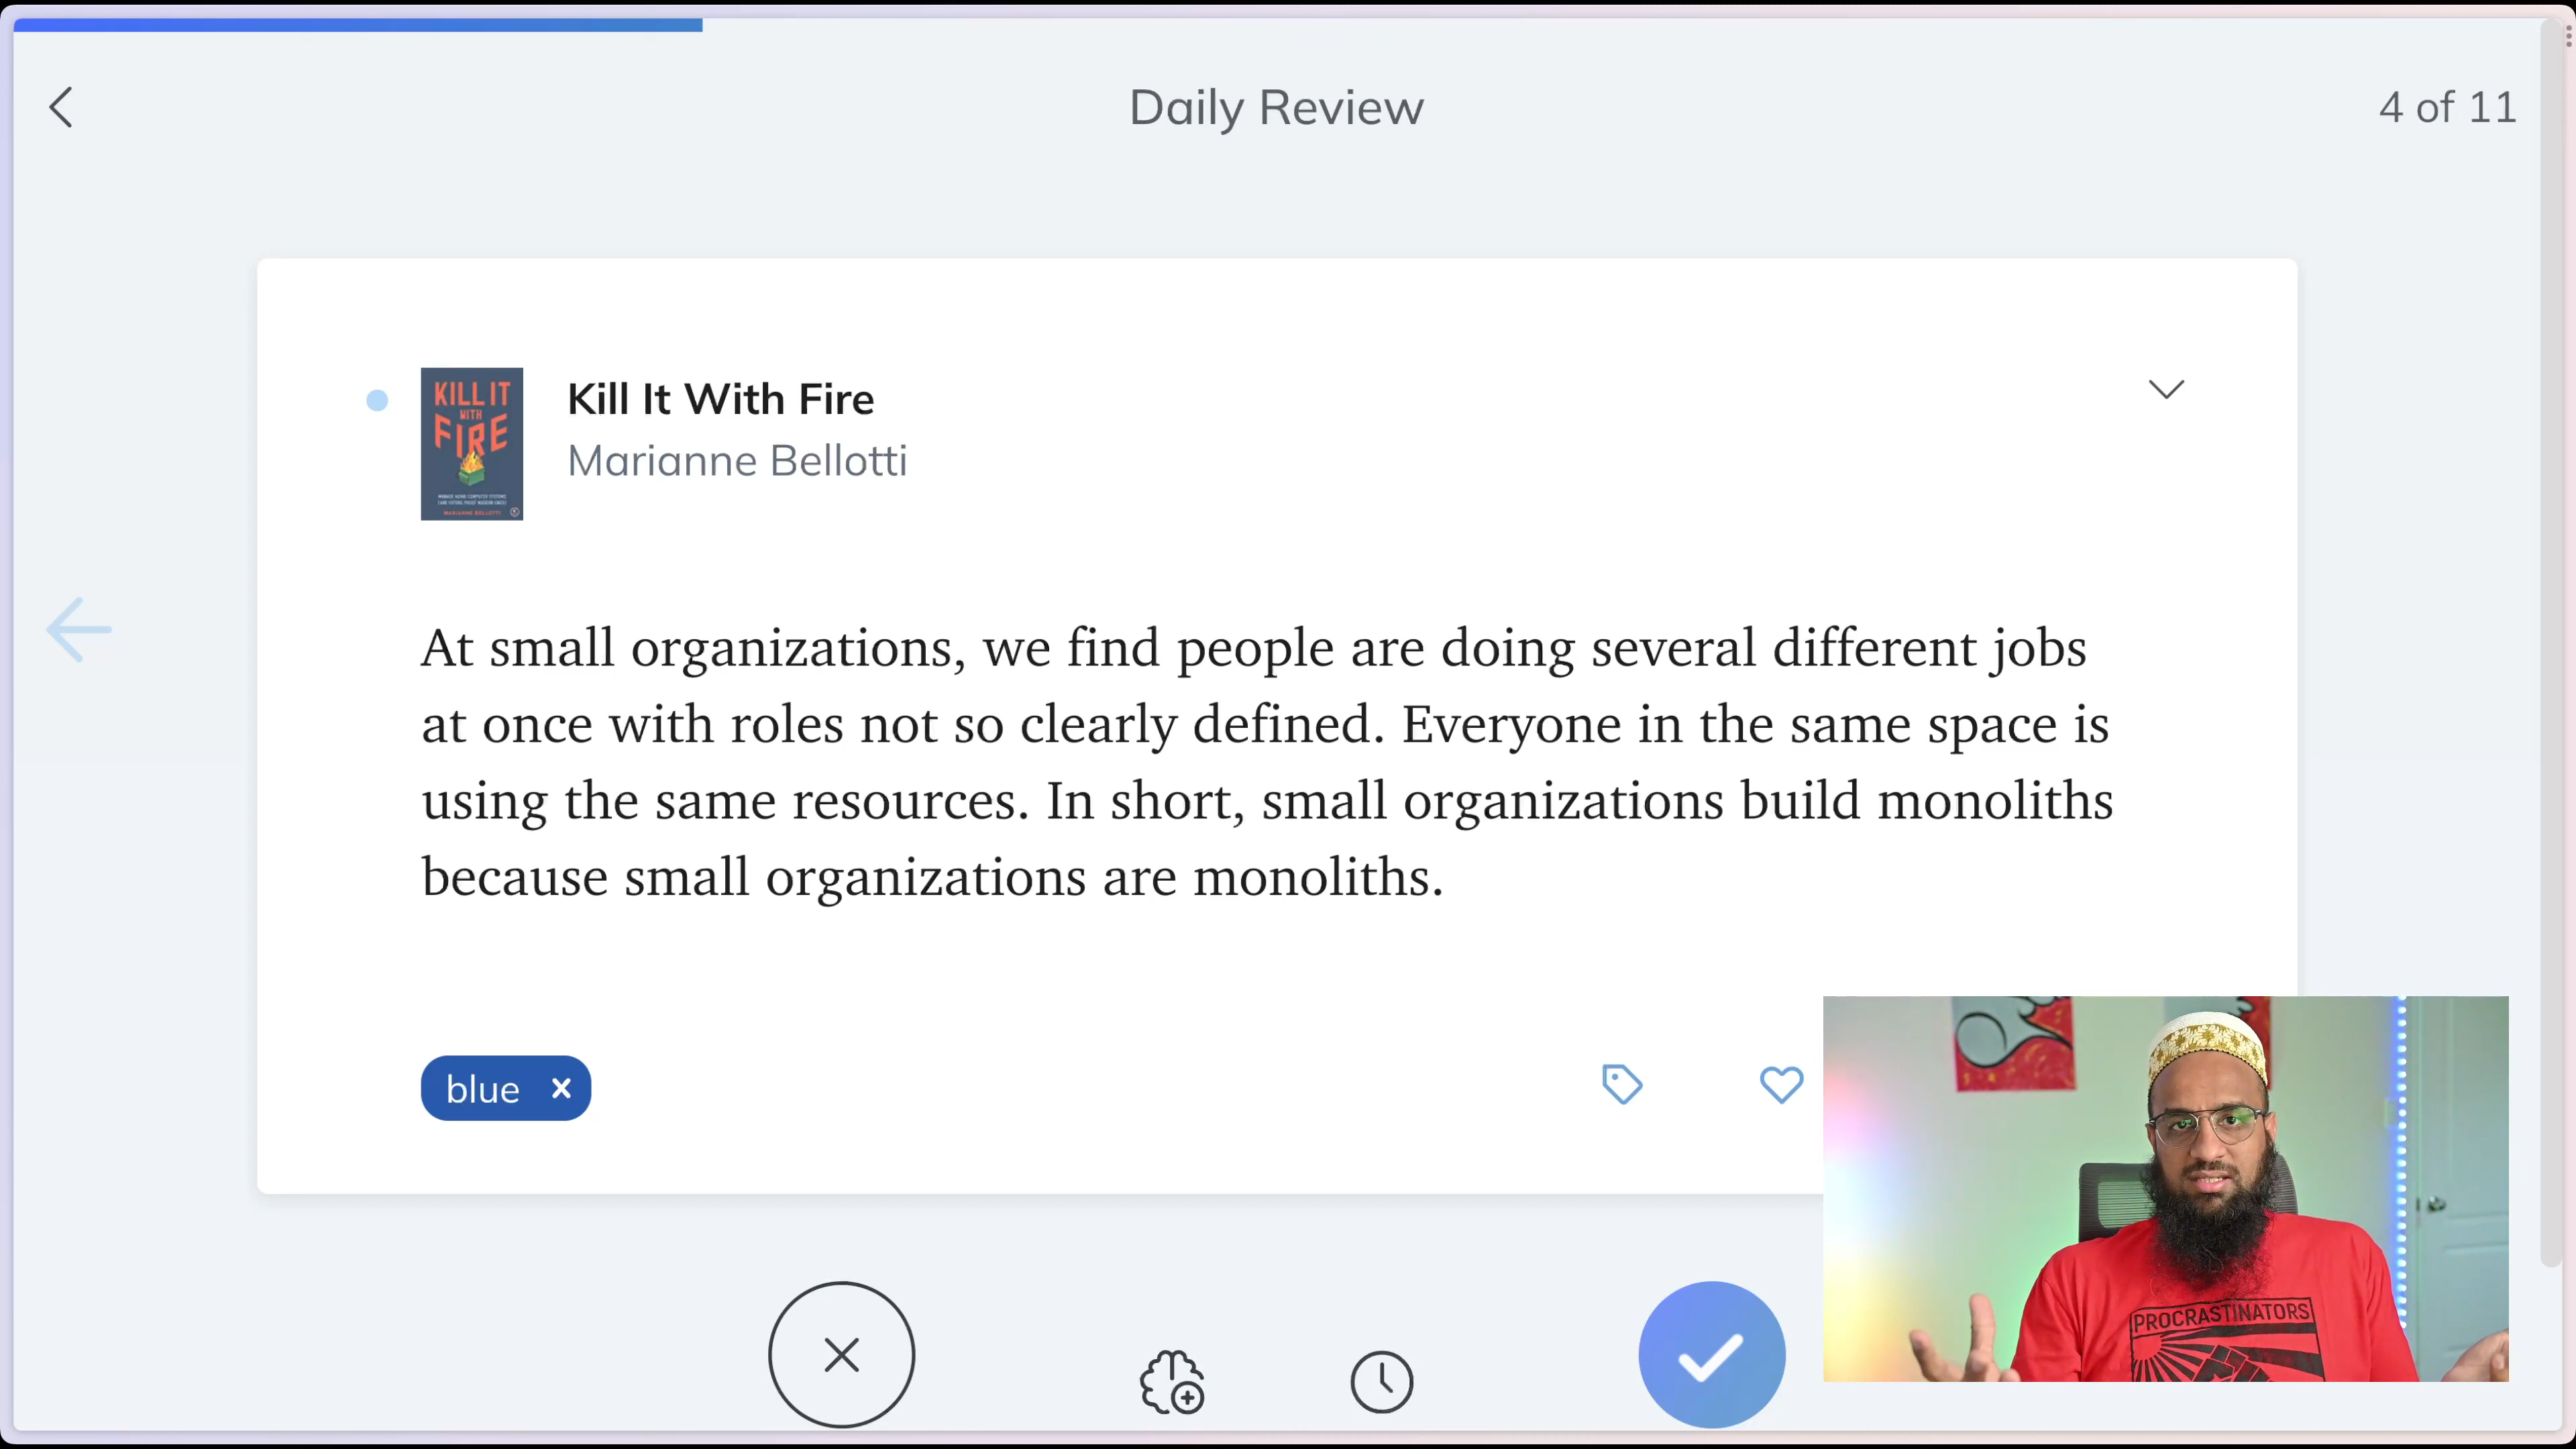 Daily Review
4 of 11
KILL IT
WITH
FIRE
MARIANNE BELLOTTI
Kill It With Fire
Marianne Bellotti
At small organizations, we find people are doing several different jobs
at once with roles not so clearly defined. Everyone in the same space is
using the same resources. In short, small organizations build monoliths
because small organizations are monoliths.
blue
PROCRASTINATORS